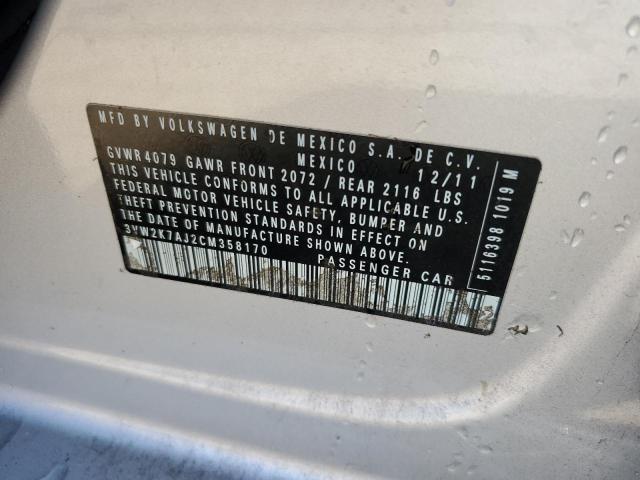 MFD BY VOLKSWAGEN DE MEXICO S.A. DE C.V.
MEXICO 12/11
GVWR 4079 GAWR FRONT 2072 / REAR 2116 LBS
THIS VEHICLE CONFORMS TO ALL APPLICABLE U.S.
FEDERAL MOTOR VEHICLE SAFETY, BUMPER AND
THEFT PREVENTION STANDARDS IN EFFECT ON
THE DATE OF MANUFACTURE SHOWN ABOVE.
3VW2K7AJ2CM358170
PASSENGER CAR
5116398 1019 M